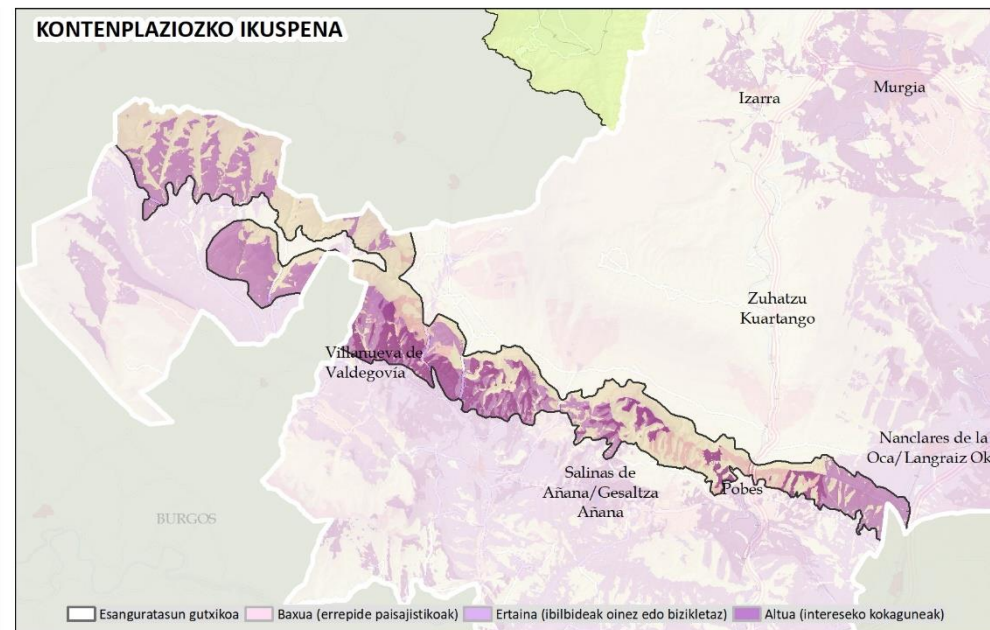 KONTENPLAZIOZKO IKUSPENA
Izarra
Murgia
Zuhatzu
Kuartango
Villanueva de
Valdegovía
Nanclares de la
Oca/Langraiz Ok
Salinas de
Añana/Gesaltza
Añana
Pobes
BURGOS
Esanguratasun gutxikoa
Baxua (errepide paisajistikoak)
Ertaina (ibilbideak oinez edo bizikletaz)
Altua (intereseko kokaguneak)